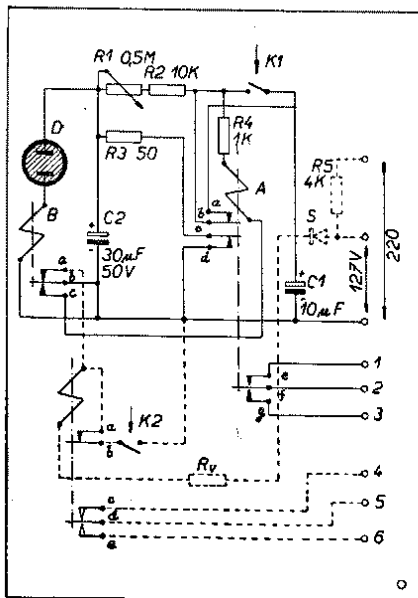 R1 0,5M
R2 10K
K1
D
R3 50
R4
1K
A
R5
4K
B
C2
+
30µF
50V
a
b
c
d
S
220
127V
+
C1
10µF
a
b
c
e
f
g
1
2
3
K2
a
b
Rv
4
5
6
c
d
e